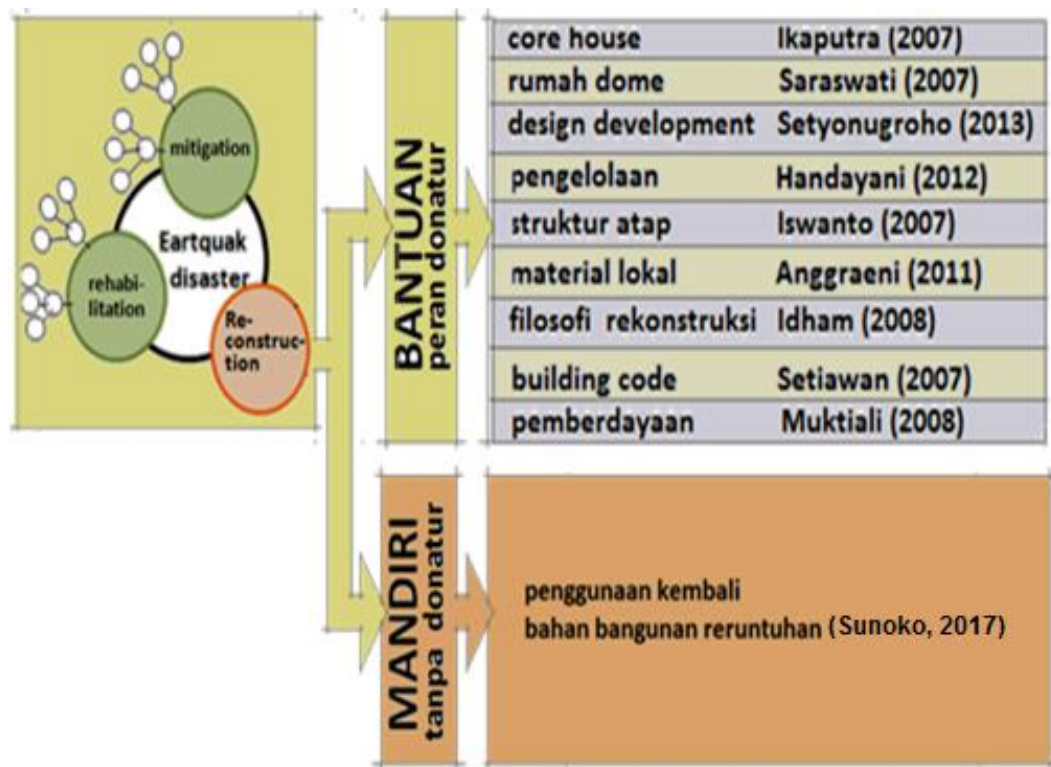 mitigation
Eartquak
disaster
rehabi-
litation
Re-
construc-
tion
BANTUAN
peran donatur
core house Ikaputra (2007)
rumah dome Saraswati (2007)
design development Setyonugroho (2013)
pengelolaan Handayani (2012)
struktur atap Iswanto (2007)
material lokal Anggraeni (2011)
filosofi rekonstruksi Idham (2008)
building code Setiawan (2007)
pemberdayaan Muktiali (2008)
MANDIRI
tanpa donatur
penggunaan kembali
bahan bangunan reruntuhan (Sunoko, 2017)